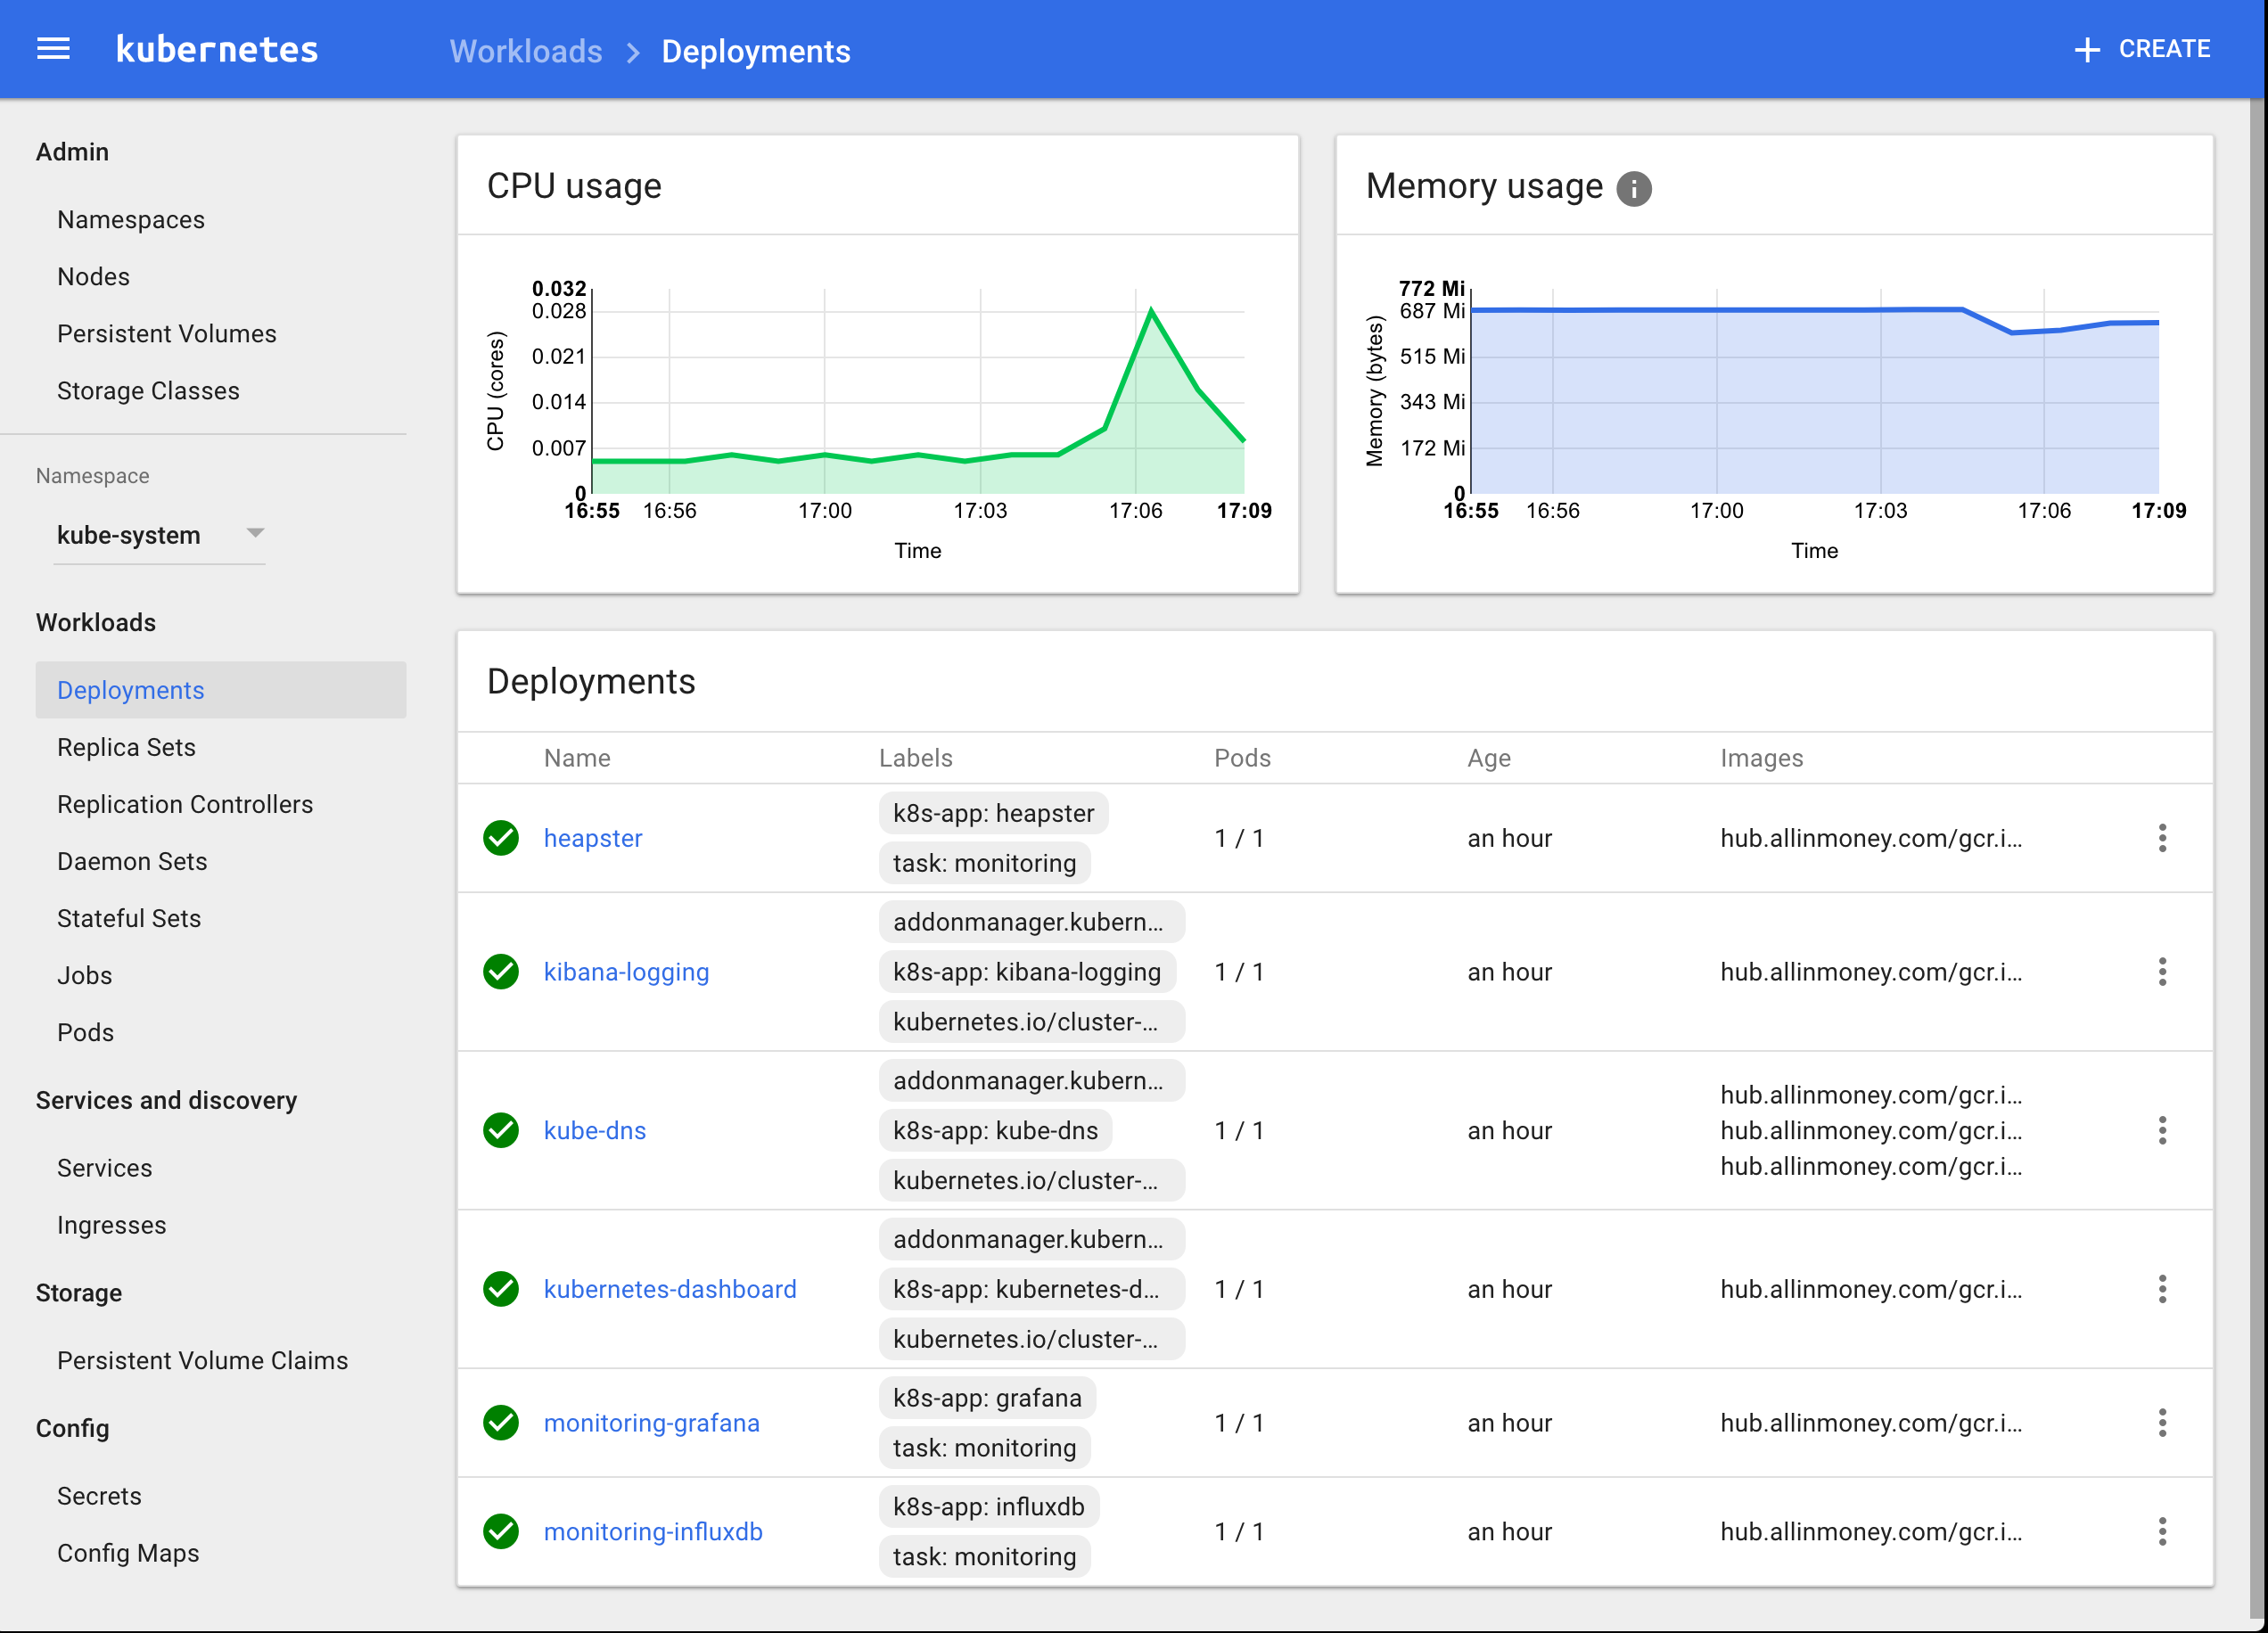 kubernetes
Workloads > Deployments
+ CREATE
Admin
Namespaces
Nodes
Persistent Volumes
Storage Classes
Namespace
kube-system
Workloads
Deployments
Replica Sets
Replication Controllers
Daemon Sets
Stateful Sets
Jobs
Pods
Services and discovery
Services
Ingresses
Storage
Persistent Volume Claims
Config
Secrets
Config Maps
CPU usage
CPU (cores)
0.032
0.028
0.021
0.014
0.007
0
16:55 16:56 17:00 17:03 17:06 17:09
Time
Memory usage
Memory (bytes)
772 Mi
687 Mi
515 Mi
343 Mi
172 Mi
0
16:55 16:56 17:00 17:03 17:06 17:09
Time
Deployments
Name Labels Pods Age Images
heapster
k8s-app: heapster
task: monitoring
1 / 1
an hour
hub.allinmoney.com/gcr.i...
kibana-logging
addonmanager.kubern...
k8s-app: kibana-logging
kubernetes.io/cluster-...
1 / 1
an hour
hub.allinmoney.com/gcr.i...
kube-dns
addonmanager.kubern...
k8s-app: kube-dns
kubernetes.io/cluster-...
1 / 1
an hour
hub.allinmoney.com/gcr.i...
hub.allinmoney.com/gcr.i...
hub.allinmoney.com/gcr.i...
kubernetes-dashboard
addonmanager.kubern...
k8s-app: kubernetes-d...
kubernetes.io/cluster-...
1 / 1
an hour
hub.allinmoney.com/gcr.i...
monitoring-grafana
k8s-app: grafana
task: monitoring
1 / 1
an hour
hub.allinmoney.com/gcr.i...
monitoring-influxdb
k8s-app: influxdb
task: monitoring
1 / 1
an hour
hub.allinmoney.com/gcr.i...